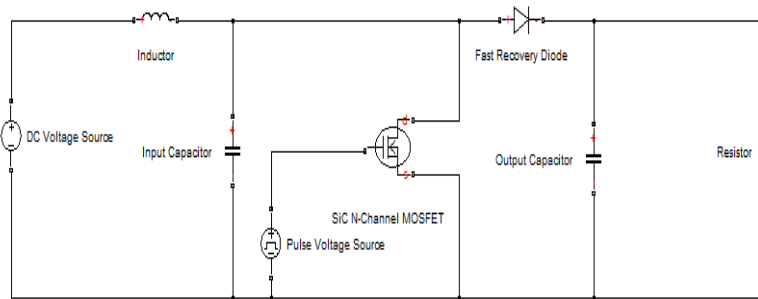 Inductor
Fast Recovery Diode
DC Voltage Source
Input Capacitor
Output Capacitor
Resistor
SiC N-Channel MOSFET
Pulse Voltage Source